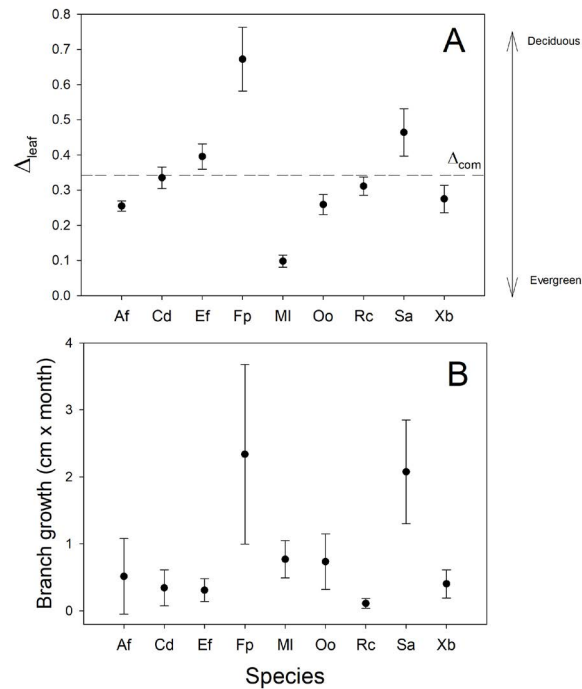 A
0.8
0.7
0.6
0.5
0.4
0.3
0.2
0.1
0.0
Δleaf
Δcom
Deciduous
Evergreen
Af Cd Ef Fp Ml Oo Rc Sa Xb
B
4
3
2
1
0
Branch growth (cm x month)
Af Cd Ef Fp Ml Oo Rc Sa Xb
Species